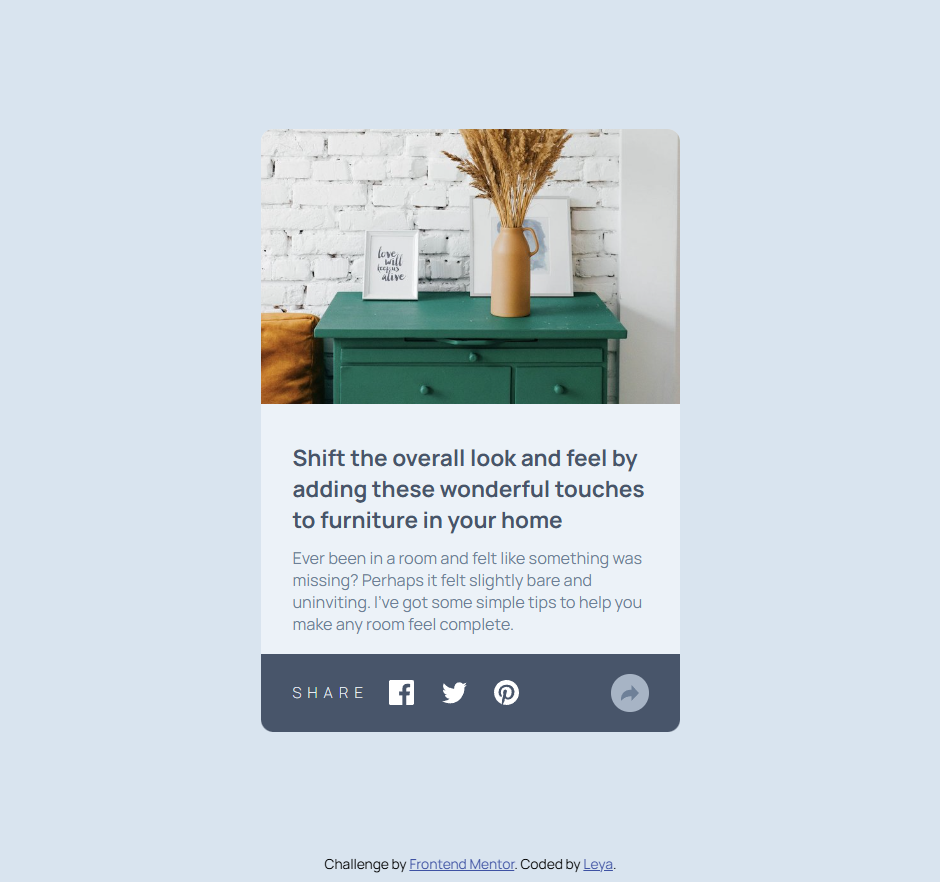 love
will
keep us
alive
Shift the overall look and feel by
adding these wonderful touches
to furniture in your home
Ever been in a room and felt like something was
missing? Perhaps it felt slightly bare and
uninviting. I've got some simple tips to help you
make any room feel complete.
SHARE
Challenge by Frontend Mentor. Coded by Leya.